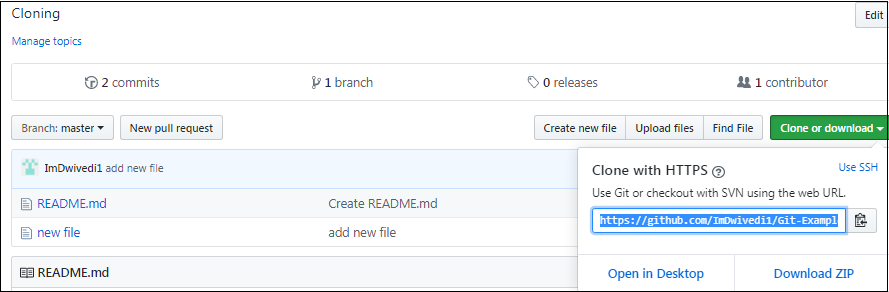 Cloning
Edit
Manage topics
2 commits
1 branch
0 releases
1 contributor
Branch: master
New pull request
Create new file
Upload files
Find File
Clone or download
ImDwivedi1 add new file
README.md
Create README.md
new file
add new file
README.md
Clone with HTTPS
Use SSH
Use Git or checkout with SVN using the web URL.
https://github.com/ImDwivedi1/Git-Exampl
Open in Desktop
Download ZIP